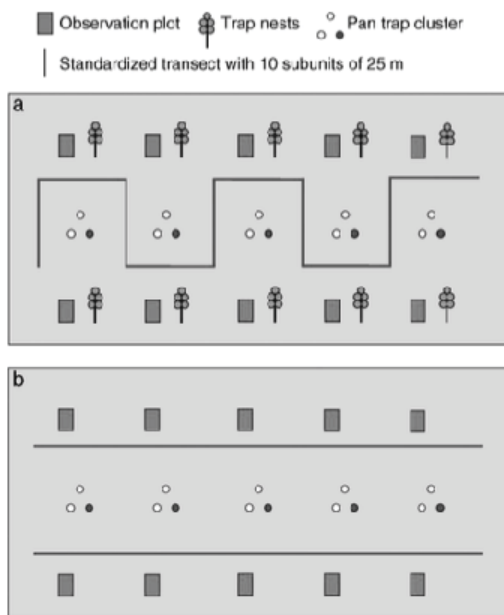 Observation plot Trap nests Pan trap cluster
Standardized transect with 10 subunits of 25 m
a
b